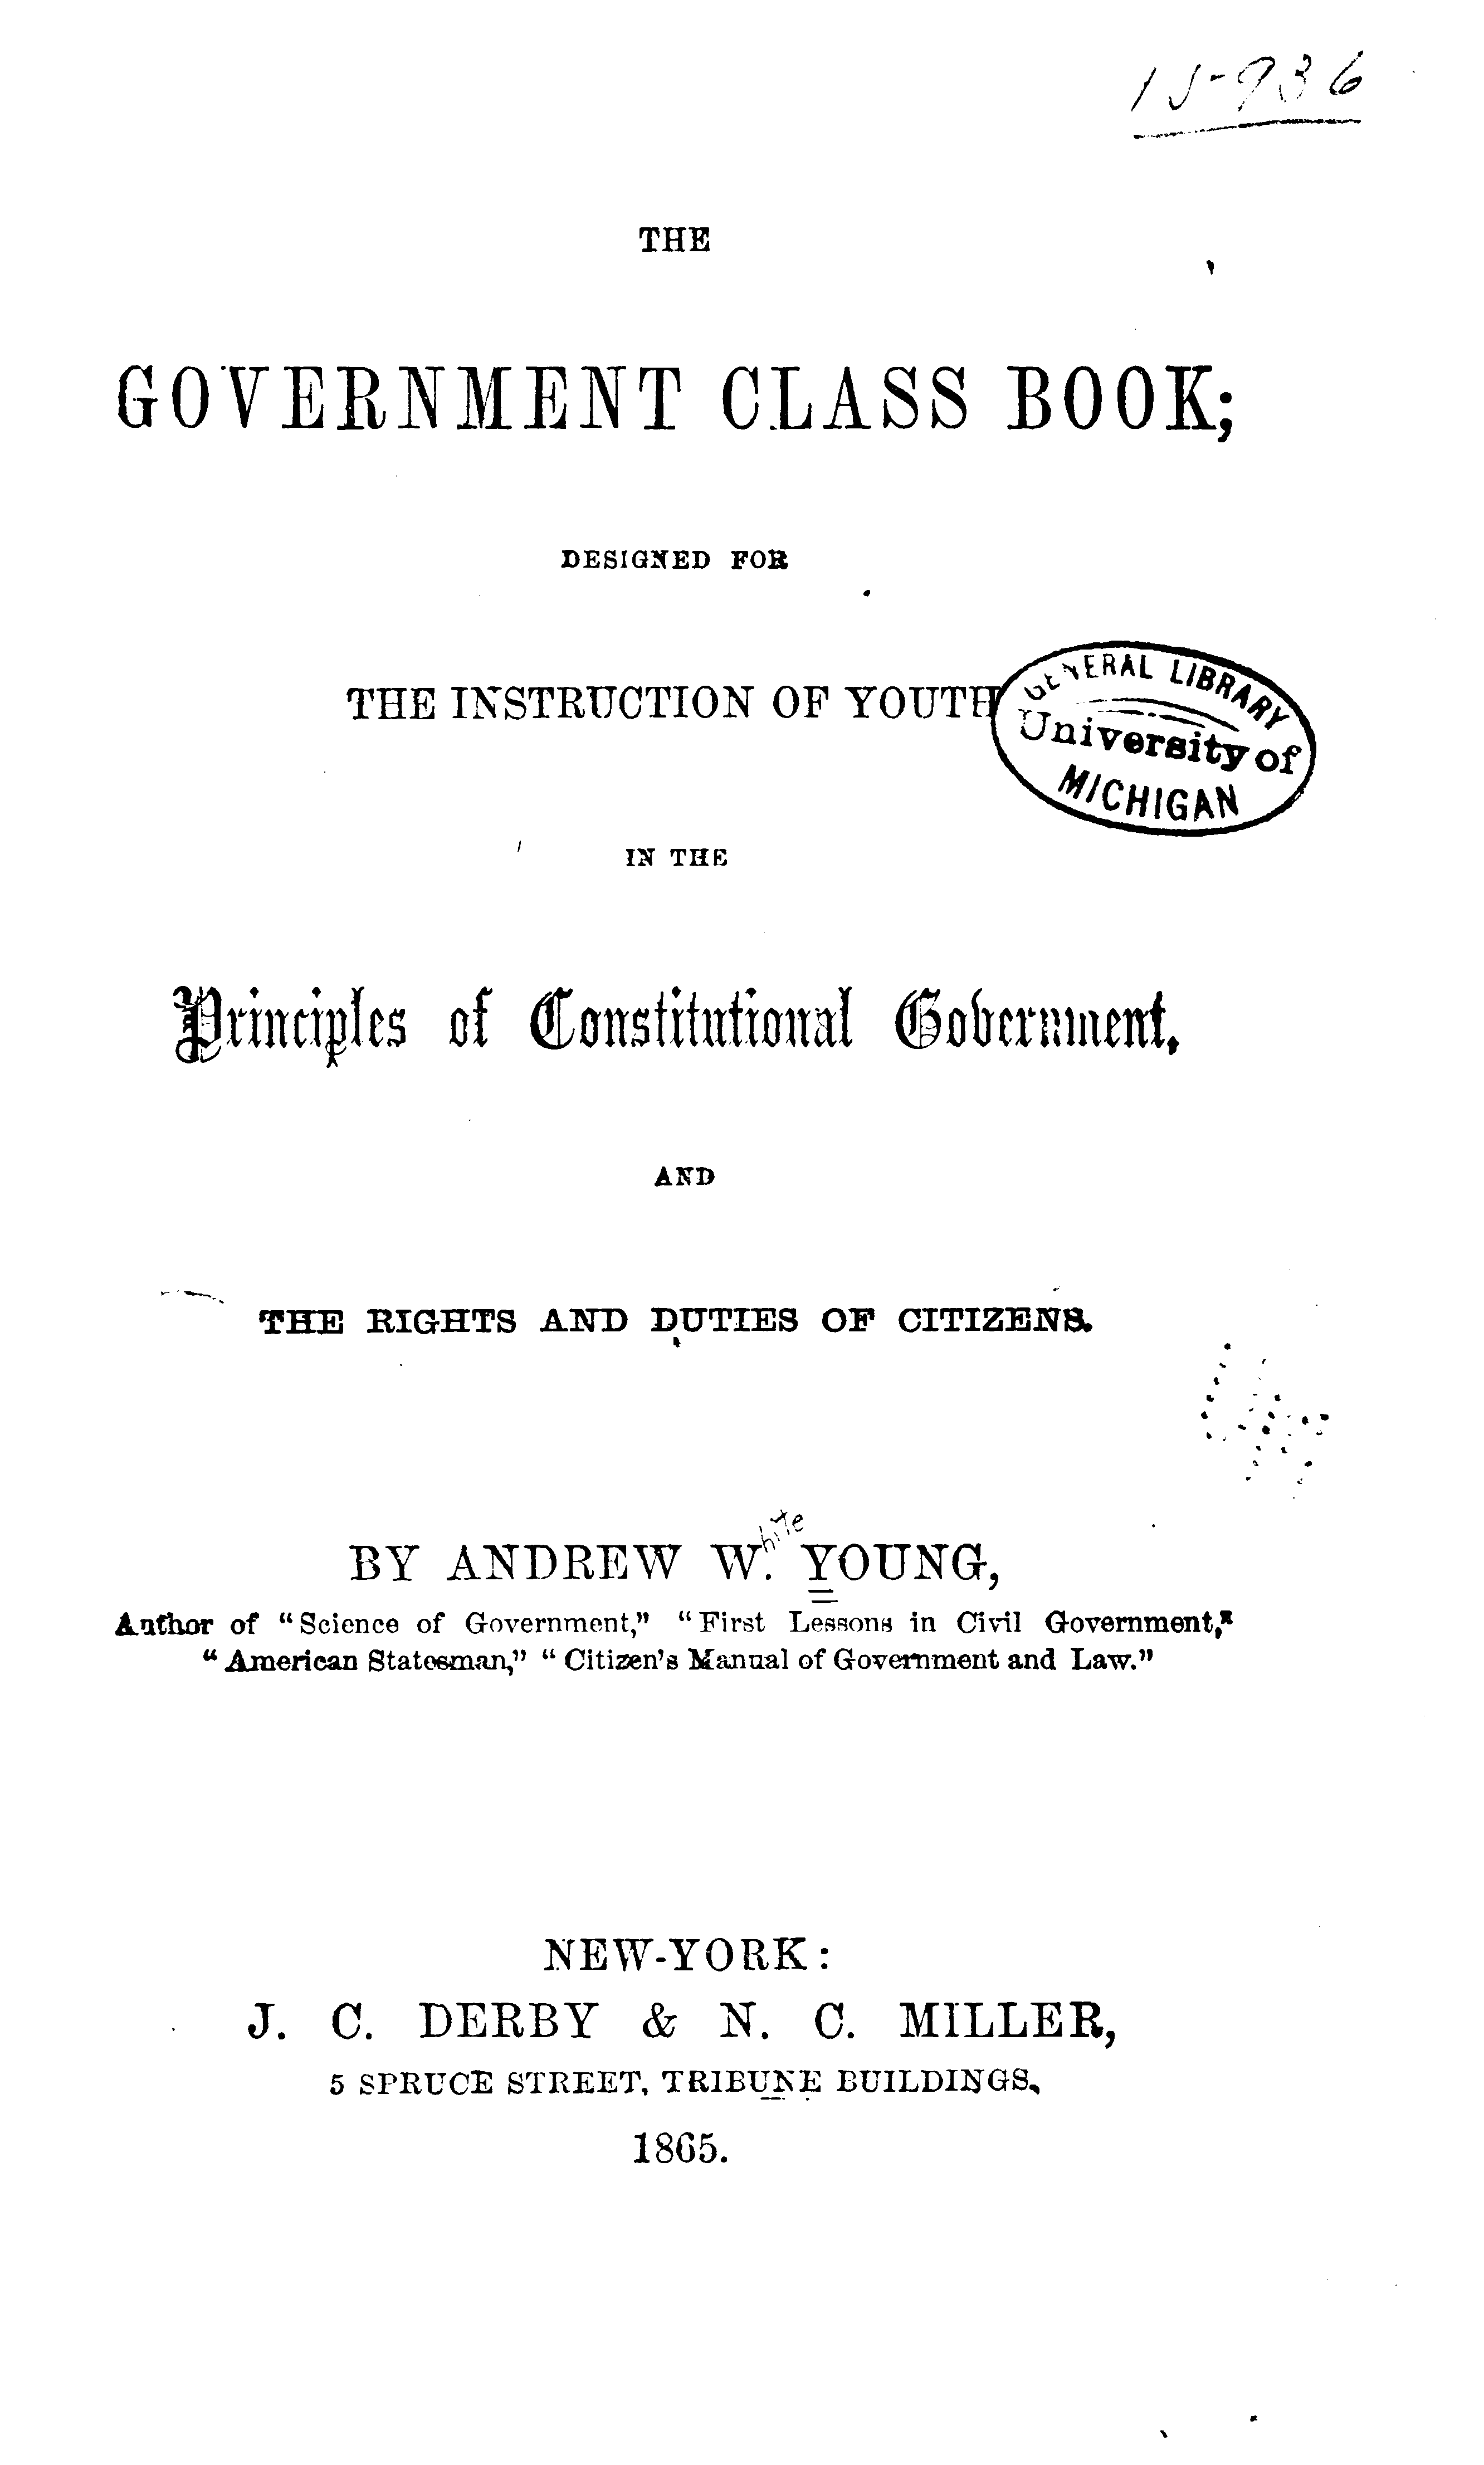 15-936
THE
GOVERNMENT CLASS BOOK;
DESIGNED FOR
THE INSTRUCTION OF YOUTH
GENERAL LIBRARY
University of
MICHIGAN
IN THE
Principles of Constitutional Government,
AND
THE RIGHTS AND DUTIES OF CITIZENS.
hite
BY ANDREW W. YOUNG,
Author of "Science of Government," "First Lessons in Civil Government,"
"American Statesman," "Citizen's Manual of Government and Law."
NEW-YORK:
J. C. DERBY & N. C. MILLER,
5 SPRUCE STREET, TRIBUNE BUILDINGS,
1865.